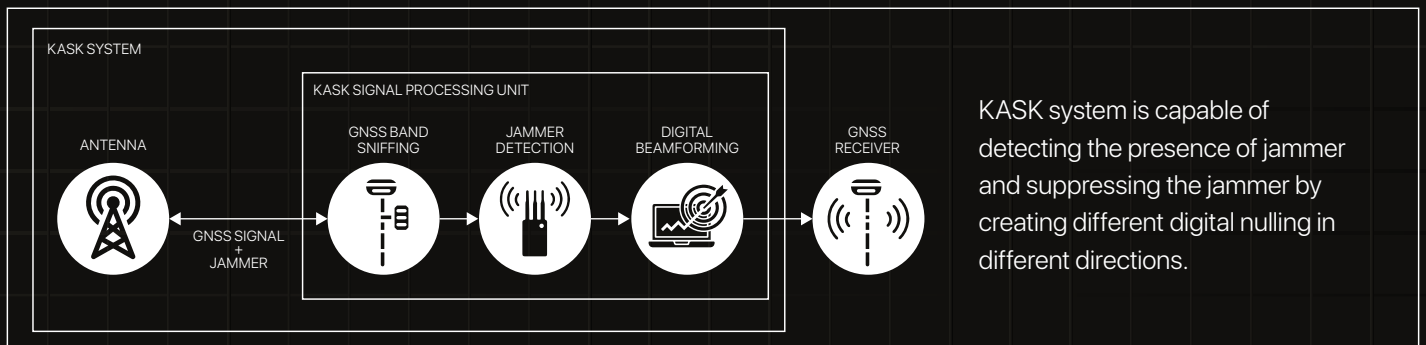 KASK SYSTEM
KASK SIGNAL PROCESSING UNIT
ANTENNA
GNSS SIGNAL
+
JAMMER
GNSS BAND
SNIFFING
JAMMER
DETECTION
DIGITAL
BEAMFORMING
GNSS
RECEIVER
KASK system is capable of
detecting the presence of jammer
and suppressing the jammer by
creating different digital nulling in
different directions.